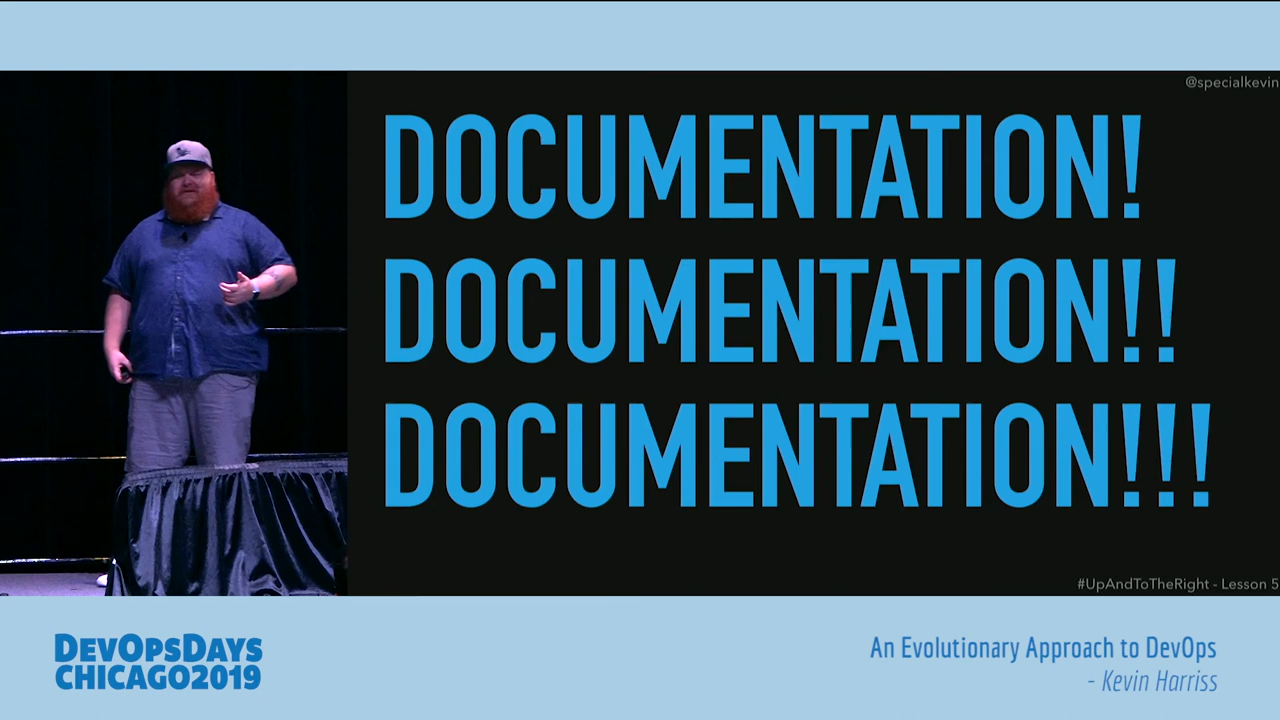 @specialkevin
DOCUMENTATION!
DOCUMENTATION!!
DOCUMENTATION!!!
#UpAndToTheRight - Lesson 5
DEVOPSDAYS
CHICAGO2019
An Evolutionary Approach to DevOps
- Kevin Harriss